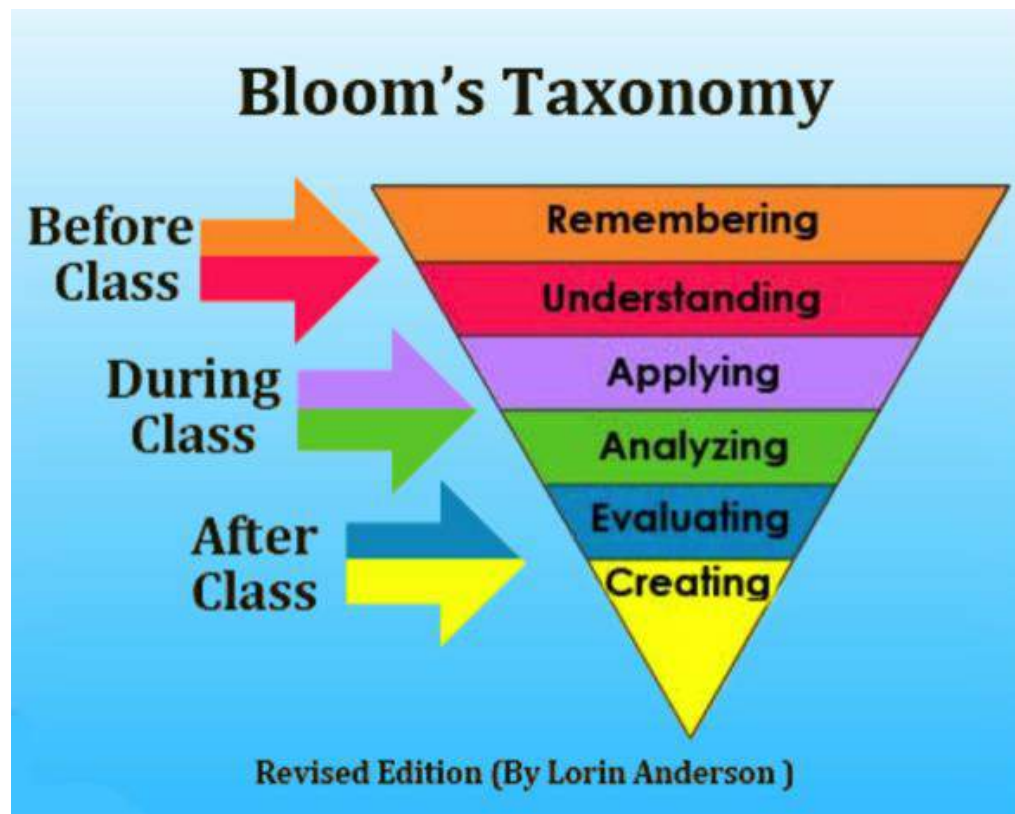 Bloom's Taxonomy
Before
Class
During
Class
After
Class
Remembering
Understanding
Applying
Analyzing
Evaluating
Creating
Revised Edition (By Lorin Anderson )